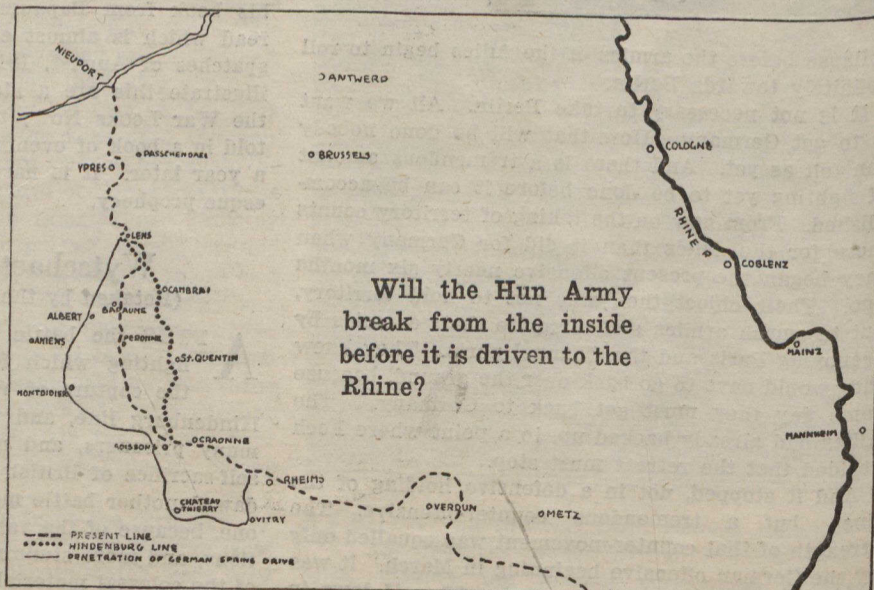 NIEUPORT
ANTWERP
PASSCHENDAEL
YPRES
BRUSSELS
COLOGNE
LENS
RHINE R
COBLENZ
CAMBRAI
Will the Hun Army
break from the inside
before it is driven to the
Rhine?
BAPAUME
ALBERT
AMIENS
PERONNE
St. QUENTIN
MAINZ
MONTDIDIER
MANNHEIM
SOISSONS
CRAONNE
RHEIMS
CHATEAU
THIERRY
VITRY
VERDUN
METZ
PRESENT LINE
HINDENBURG LINE
PENETRATION OF GERMAN SPRING DRIVE